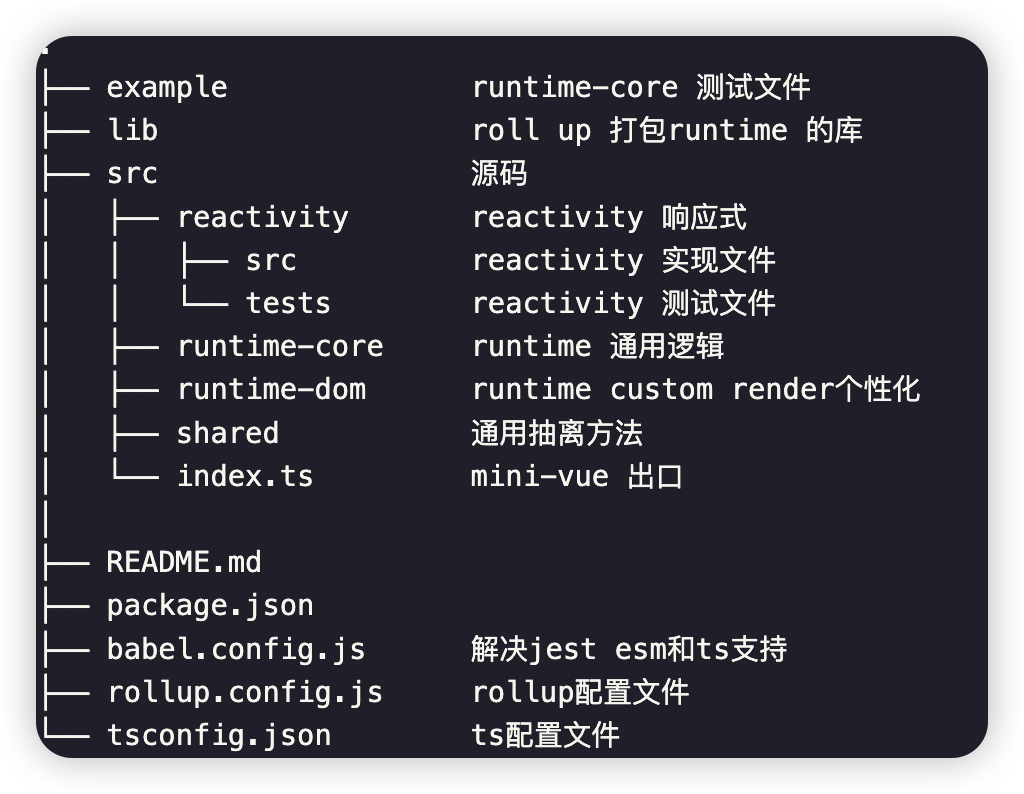 .
├── example              runtime-core 测试文件
├── lib                  roll up 打包runtime 的库
├── src                  源码
│   ├── reactivity       reactivity 响应式
│   │   ├── src          reactivity 实现文件
│   │   └── tests        reactivity 测试文件
│   ├── runtime-core     runtime 通用逻辑
│   ├── runtime-dom      runtime custom render个性化
│   ├── shared           通用抽离方法
│   └── index.ts         mini-vue 出口
│
├── README.md
├── package.json
├── babel.config.js      解决jest esm和ts支持
├── rollup.config.js     rollup配置文件
└── tsconfig.json        ts配置文件